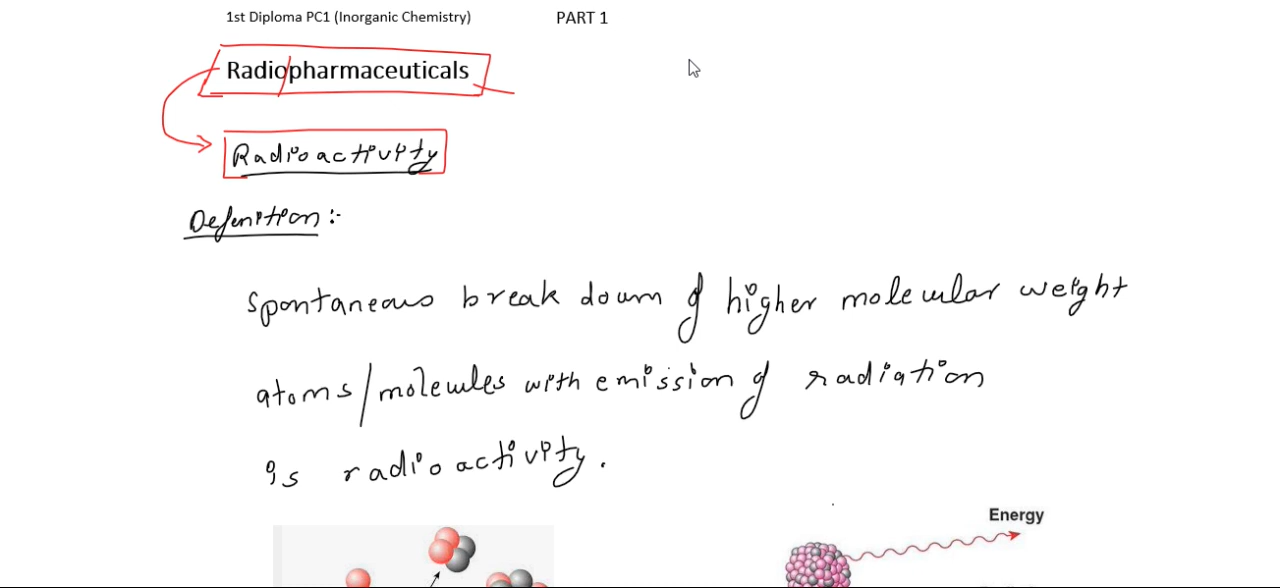 1st Diploma PC1 (Inorganic Chemistry) PART 1
Radiopharmaceuticals
Radioactivity
Definition :-
Spontaneous break down of higher molecular weight
atoms/molecules with emission of radiation
is radioactivity.
Energy